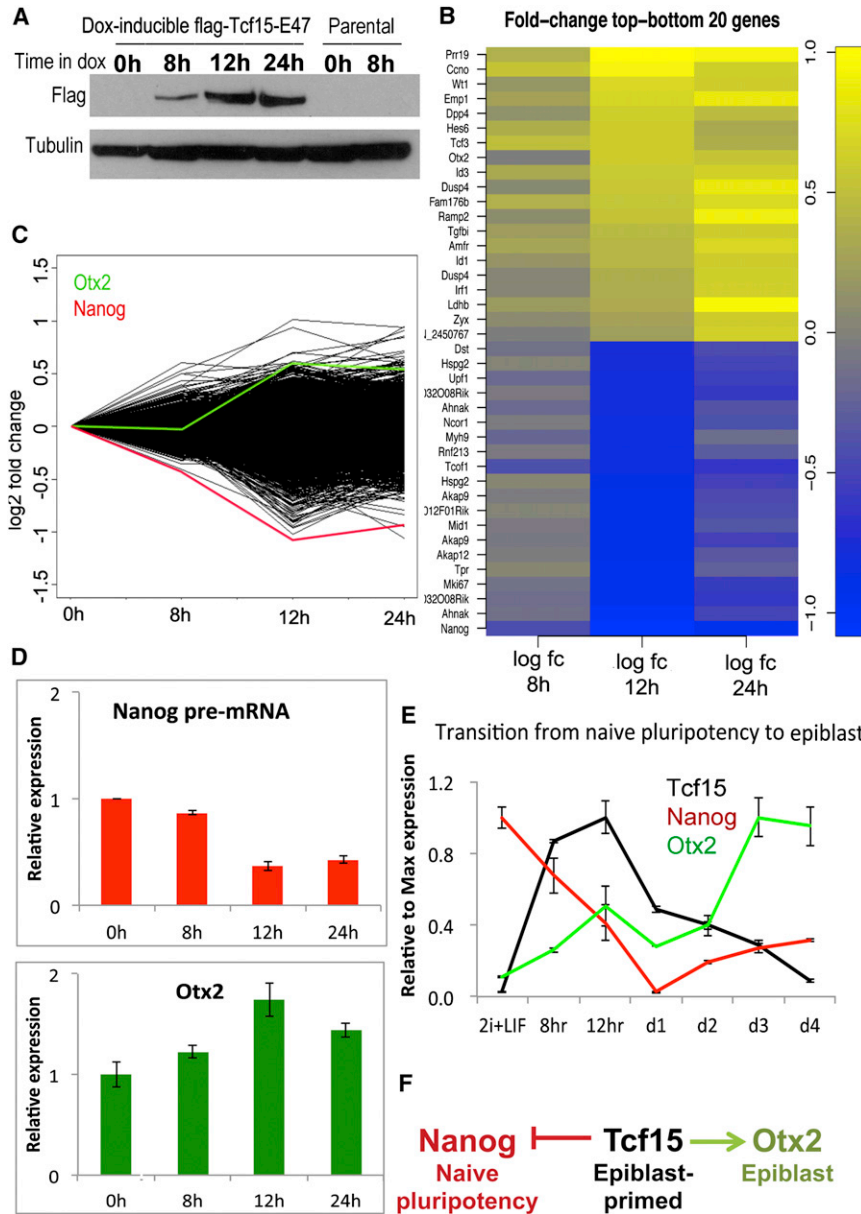 A
Dox-inducible flag-Tcf15-E47 Parental
Time in dox 0h 8h 12h 24h 0h 8h
Flag
Tubulin
B
Fold-change top-bottom 20 genes
Prr19
Ccno
Wt1
Emp1
Dpp4
Hes6
Tcf3
Otx2
Id3
Dusp4
Fam176b
Ramp2
Tgfbi
Amfr
Id1
Dusp4
Irf1
Ldhb
Zyx
_2450767
Dst
Hspg2
Upf1
032O08Rik
Ahnak
Ncor1
Myh9
Rnf213
Tcof1
Hspg2
Akap9
012F01Rik
Mid1
Akap9
Akap12
Tpr
Mki67
032O08Rik
Ahnak
Nanog
log fc 8h
log fc 12h
log fc 24h
1.0
0.5
0.0
-0.5
-1.0
C
Otx2
Nanog
log2 fold change
1.5
1
0.5
0
-0.5
-1
-1.5
0h 8h 12h 24h
D
Nanog pre-mRNA
Relative expression
2
1
0
0h 8h 12h 24h
Otx2
Relative expression
2
1
0
0h 8h 12h 24h
E
Transition from naive pluripotency to epiblast
Tcf15
Nanog
Otx2
Relative to Max expression
1.2
0.8
0.4
0.0
2i+LIF 8hr 12hr d1 d2 d3 d4
F
Nanog Tcf15 Otx2
Naive pluripotency
Epiblast-primed
Epiblast